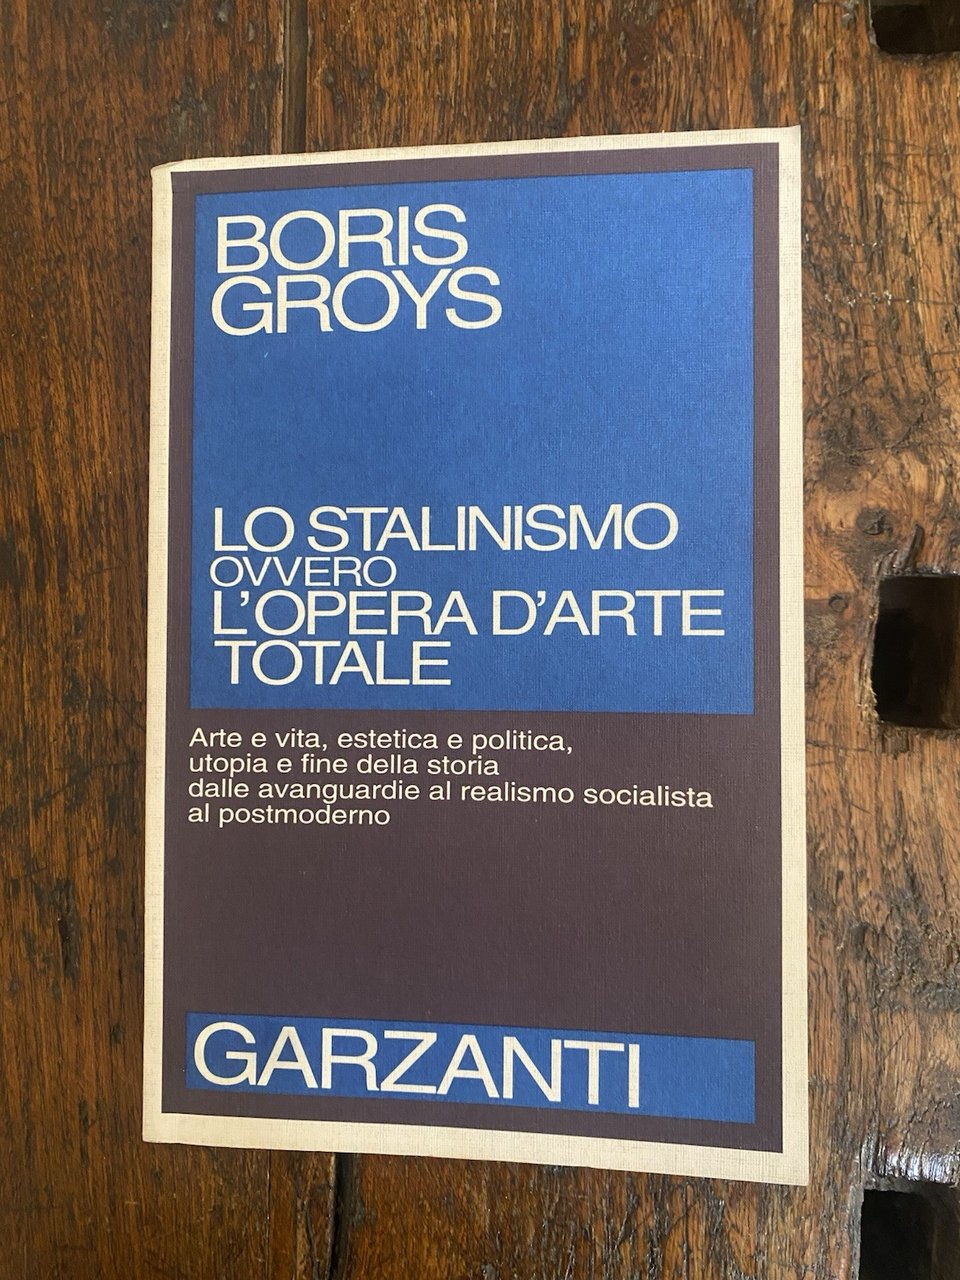 BORIS
GROYS
LO STALINISMO
OVVERO
L'OPERA D'ARTE
TOTALE
Arte e vita, estetica e politica,
utopia e fine della storia
dalle avanguardie al realismo socialista
al postmoderno
GARZANTI